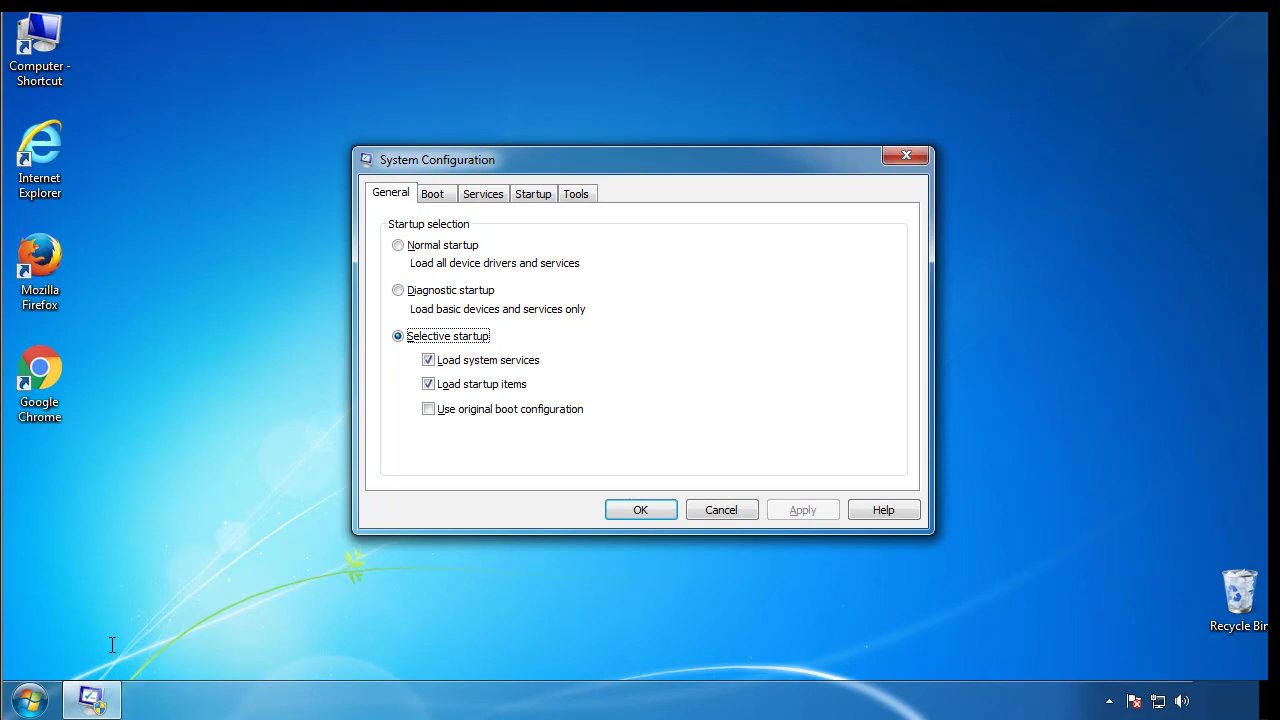 Computer -
Shortcut
Internet
Explorer
Mozilla
Firefox
Google
Chrome
System Configuration
General Boot Services Startup Tools
Startup selection
Normal startup
Load all device drivers and services
Diagnostic startup
Load basic devices and services only
Selective startup
Load system services
Load startup items
Use original boot configuration
OK Cancel Apply Help
Recycle Bin